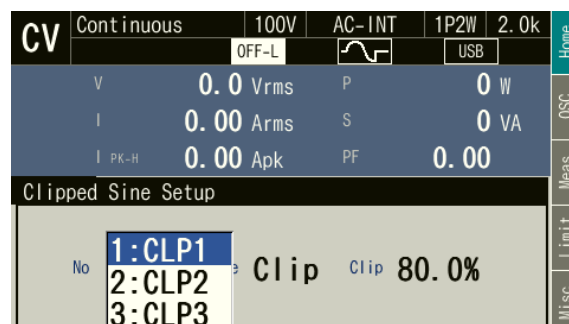 CV Continuous 100V AC-INT 1P2W 2.0k
OFF-L USB
V 0.0 Vrms P 0 W
I 0.00 Arms S 0 VA
I PK-H 0.00 Apk PF 0.00
Clipped Sine Setup
No 1:CLP1 Clip Clip 80.0%
2:CLP2
3:CLP3
Home
OSC
Meas
Limit
Misc